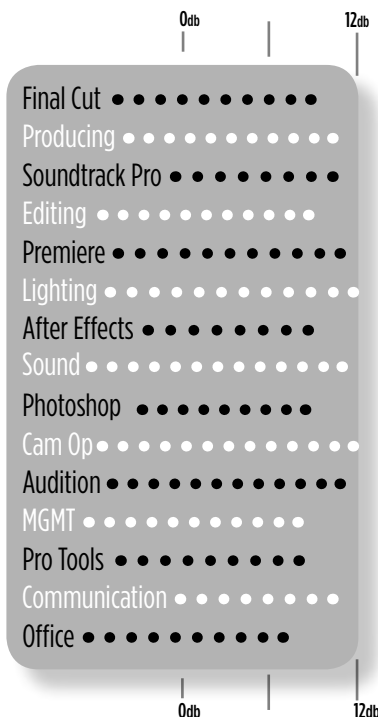 0db 12db
Final Cut
Producing
Soundtrack Pro
Editing
Premiere
Lighting
After Effects
Sound
Photoshop
Cam Op
Audition
MGMT
Pro Tools
Communication
Office
0db 12db